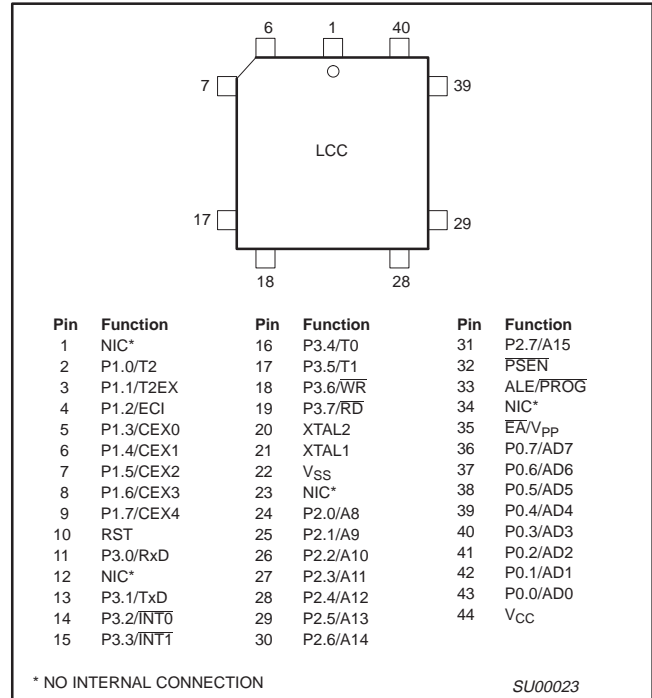 6 1 40
7 39
LCC
17 29
18 28
Pin Function Pin Function Pin Function
1 NIC* 16 P3.4/T0 31 P2.7/A15
2 P1.0/T2 17 P3.5/T1 32 P̅S̅E̅N̅
3 P1.1/T2EX 18 P3.6/W̅R̅ 33 ALE/P̅R̅O̅G̅
4 P1.2/ECI 19 P3.7/R̅D̅ 34 NIC*
5 P1.3/CEX0 20 XTAL2 35 E̅A̅/VPP
6 P1.4/CEX1 21 XTAL1 36 P0.7/AD7
7 P1.5/CEX2 22 VSS 37 P0.6/AD6
8 P1.6/CEX3 23 NIC* 38 P0.5/AD5
9 P1.7/CEX4 24 P2.0/A8 39 P0.4/AD4
10 RST 25 P2.1/A9 40 P0.3/AD3
11 P3.0/RxD 26 P2.2/A10 41 P0.2/AD2
12 NIC* 27 P2.3/A11 42 P0.1/AD1
13 P3.1/TxD 28 P2.4/A12 43 P0.0/AD0
14 P3.2/I̅N̅T̅0̅ 29 P2.5/A13 44 VCC
15 P3.3/I̅N̅T̅1̅ 30 P2.6/A14
* NO INTERNAL CONNECTION SU00023